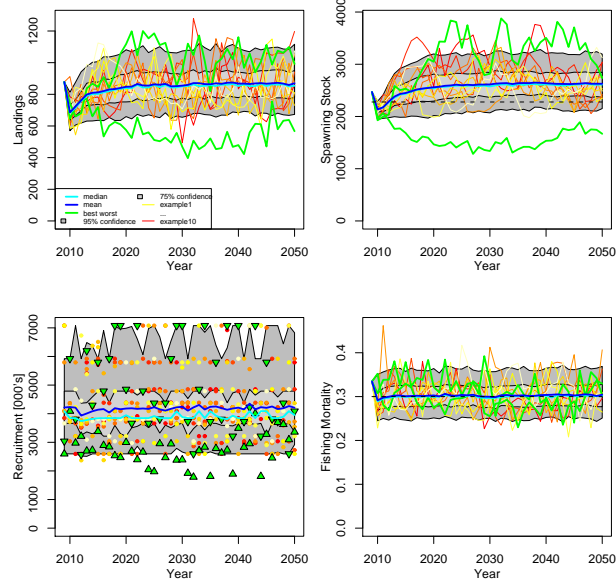 Landings
0 200 400 600 800 1000 1200
2010 2020 2030 2040 2050
Year
median
mean
best worst
95% confidence
75% confidence
example1
...
example10
Spawning Stock
0 1000 2000 3000 4000
2010 2020 2030 2040 2050
Year
Recruitment [0000's]
0 1000 3000 5000 7000
2010 2020 2030 2040 2050
Year
Fishing Mortality
0.0 0.1 0.2 0.3 0.4
2010 2020 2030 2040 2050
Year